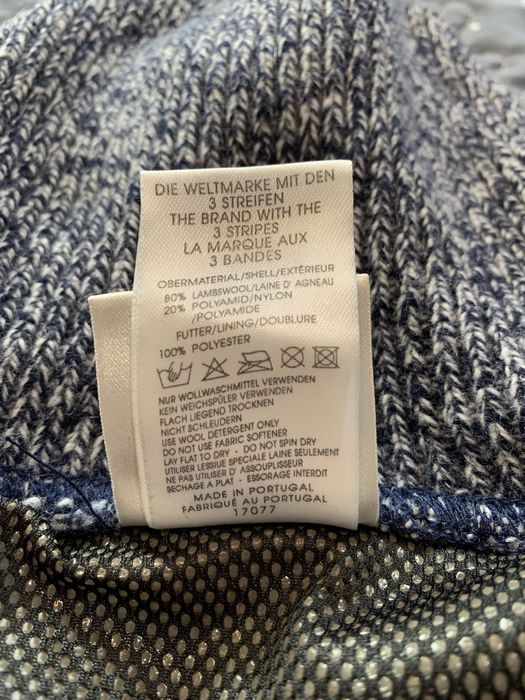 DIE WELTMARKE MIT DEN
3 STREIFEN
THE BRAND WITH THE
3 STRIPES
LA MARQUE AUX
3 BANDES
OBERMATERIAL/SHELL/EXTÉRIEUR
80% LAMBSWOOL/LAINE D' AGNEAU
20% POLYAMID/NYLON
/POLYAMIDE
FUTTER/LINING/DOUBLURE
100% POLYESTER
NUR WOLLWASCHMITTEL VERWENDEN
KEIN WEICHSPÜLER VERWENDEN
FLACH LIEGEND TROCKNEN
NICHT SCHLEUDERN
USE WOOL DETERGENT ONLY
DO NOT USE FABRIC SOFTENER
LAY FLAT TO DRY - DO NOT SPIN DRY
UTILISER LESSIVE SPECIALE LAINE SEULEMENT
NE PAS UTILISER D' ASSOUPLISSEUR
SECHAGE A PLAT - ESSORAGE INTERDIT
MADE IN PORTUGAL
FABRIQUÉ AU PORTUGAL
17077